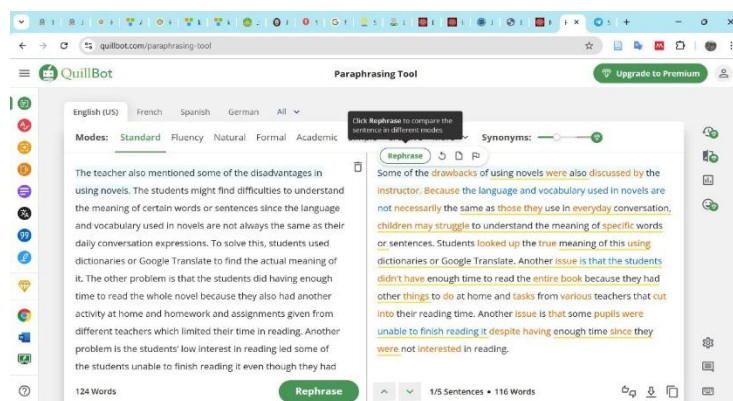 quillbot.com/paraphrasing-tool
QuillBot
Paraphrasing Tool
Upgrade to Premium
English (US) French Spanish German All
Click Rephrase to compare the
sentence in different modes
Modes: Standard Fluency Natural Formal Academic
Synonyms:
Rephrase
The teacher also mentioned some of the disadvantages in
using novels. The students might find difficulties to understand
the meaning of certain words or sentences since the language
and vocabulary used in novels are not always the same as their
daily conversation expressions. To solve this, students used
dictionaries or Google Translate to find the actual meaning of
it. The other problem is that the students did having enough
time to read the whole novel because they also had another
activity at home and homework and assignments given from
different teachers which limited their time in reading. Another
problem is the students' low interest in reading led some of
the students unable to finish reading it even though they had
124 Words
Rephrase
Some of the drawbacks of using novels were also discussed by the
instructor. Because the language and vocabulary used in novels are
not necessarily the same as those they use in everyday conversation,
children may struggle to understand the meaning of specific words
or sentences. Students looked up the true meaning of this using
dictionaries or Google Translate. Another issue is that the students
didn't have enough time to read the entire book because they had
other things to do at home and tasks from various teachers that cut
into their reading time. Another issue is that some pupils were
unable to finish reading it despite having enough time since they
were not interested in reading.
1/5 Sentences • 116 Words